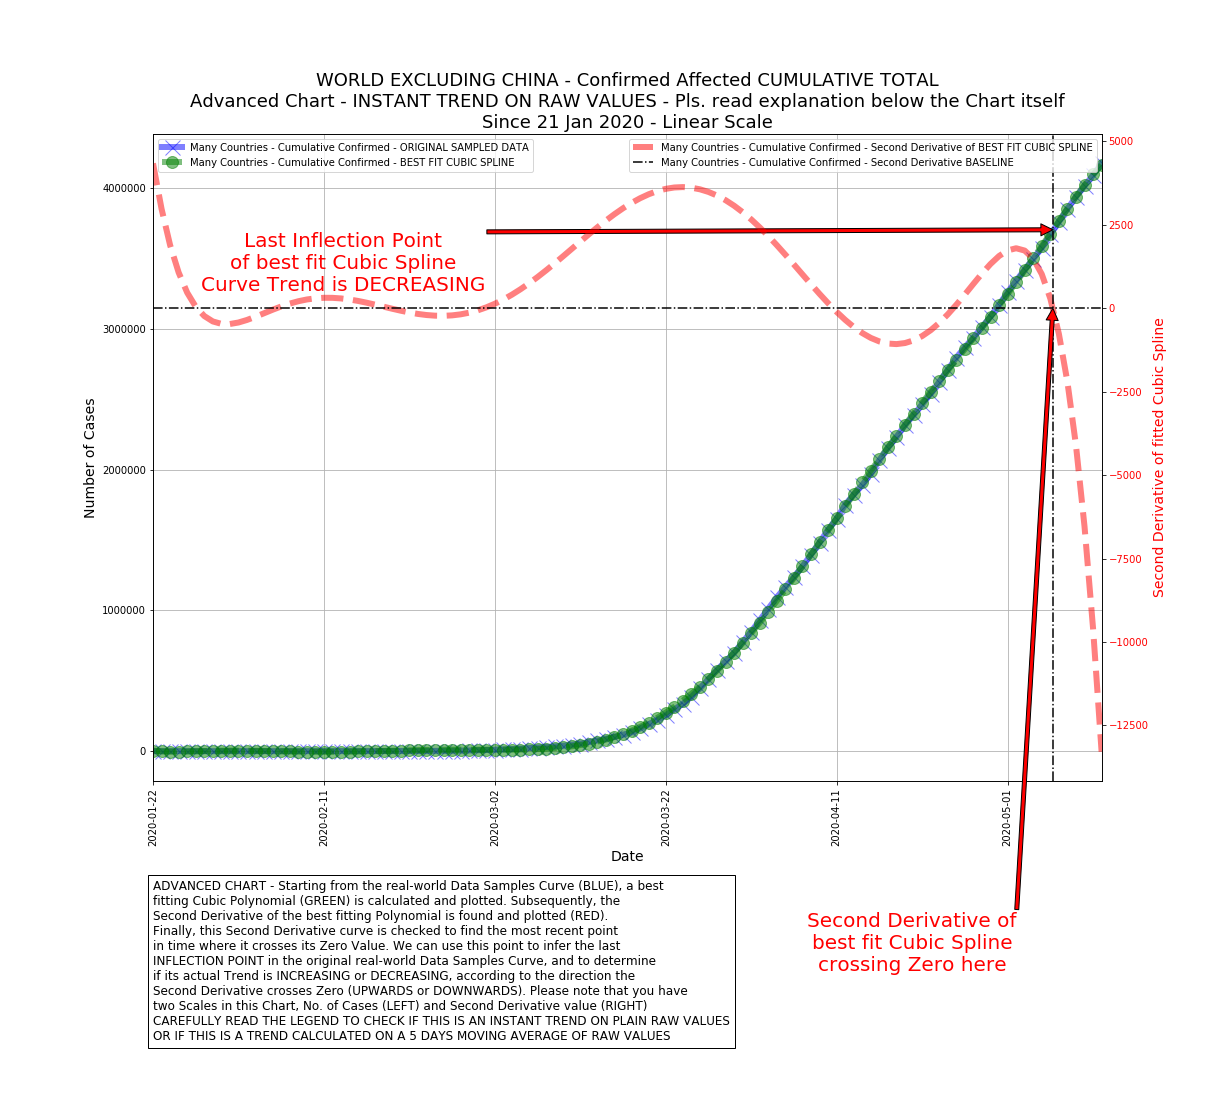 WORLD EXCLUDING CHINA - Confirmed Affected CUMULATIVE TOTAL
Advanced Chart - INSTANT TREND ON RAW VALUES - Pls. read explanation below the Chart itself
Since 21 Jan 2020 - Linear Scale
Many Countries - Cumulative Confirmed - ORIGINAL SAMPLED DATA
Many Countries - Cumulative Confirmed - BEST FIT CUBIC SPLINE
Many Countries - Cumulative Confirmed - Second Derivative of BEST FIT CUBIC SPLINE
Many Countries - Cumulative Confirmed - Second Derivative BASELINE
Last Inflection Point
of best fit Cubic Spline
Curve Trend is DECREASING
Number of Cases
4000000
3000000
2000000
1000000
0
5000
2500
0
−2500
−5000
−7500
−10000
−12500
Second Derivative of fitted Cubic Spline
2020-01-22
2020-02-11
2020-03-02
2020-03-22
2020-04-11
2020-05-01
Date
ADVANCED CHART - Starting from the real-world Data Samples Curve (BLUE), a best
fitting Cubic Polynomial (GREEN) is calculated and plotted. Subsequently, the
Second Derivative of the best fitting Polynomial is found and plotted (RED).
Finally, this Second Derivative curve is checked to find the most recent point
in time where it crosses its Zero Value. We can use this point to infer the last
INFLECTION POINT in the original real-world Data Samples Curve, and to determine
if its actual Trend is INCREASING or DECREASING, according to the direction the
Second Derivative crosses Zero (UPWARDS or DOWNWARDS). Please note that you have
two Scales in this Chart, No. of Cases (LEFT) and Second Derivative value (RIGHT)
CAREFULLY READ THE LEGEND TO CHECK IF THIS IS AN INSTANT TREND ON PLAIN RAW VALUES
OR IF THIS IS A TREND CALCULATED ON A 5 DAYS MOVING AVERAGE OF RAW VALUES
Second Derivative of
best fit Cubic Spline
crossing Zero here